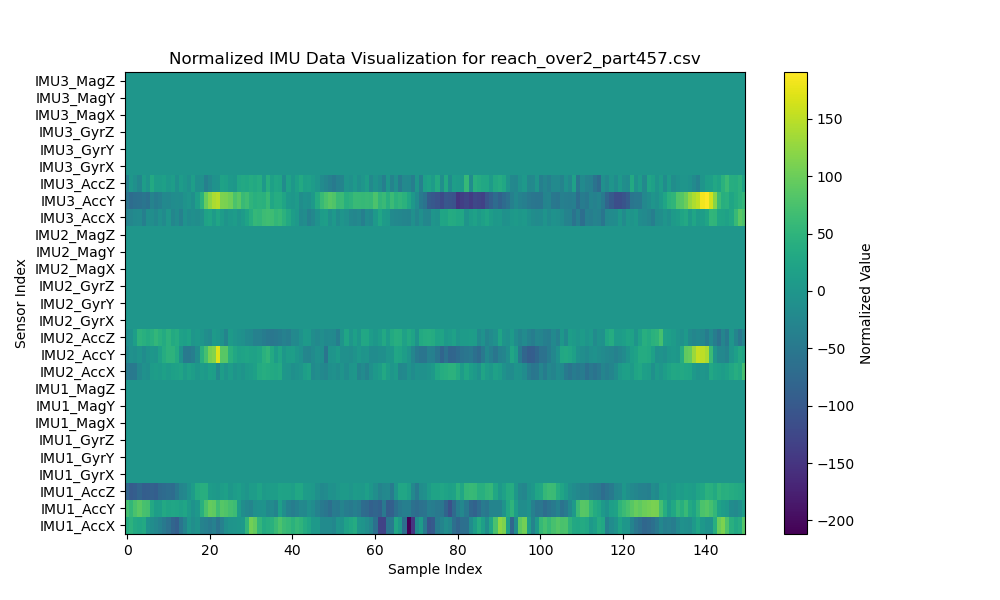 Normalized IMU Data Visualization for reach_over2_part457.csv
IMU3_MagZ
IMU3_MagY
IMU3_MagX
IMU3_GyrZ
IMU3_GyrY
IMU3_GyrX
IMU3_AccZ
IMU3_AccY
IMU3_AccX
IMU2_MagZ
IMU2_MagY
IMU2_MagX
IMU2_GyrZ
IMU2_GyrY
IMU2_GyrX
IMU2_AccZ
IMU2_AccY
IMU2_AccX
IMU1_MagZ
IMU1_MagY
IMU1_MagX
IMU1_GyrZ
IMU1_GyrY
IMU1_GyrX
IMU1_AccZ
IMU1_AccY
IMU1_AccX
Sensor Index
0 20 40 60 80 100 120 140
Sample Index
150
100
50
0
−50
−100
−150
−200
Normalized Value